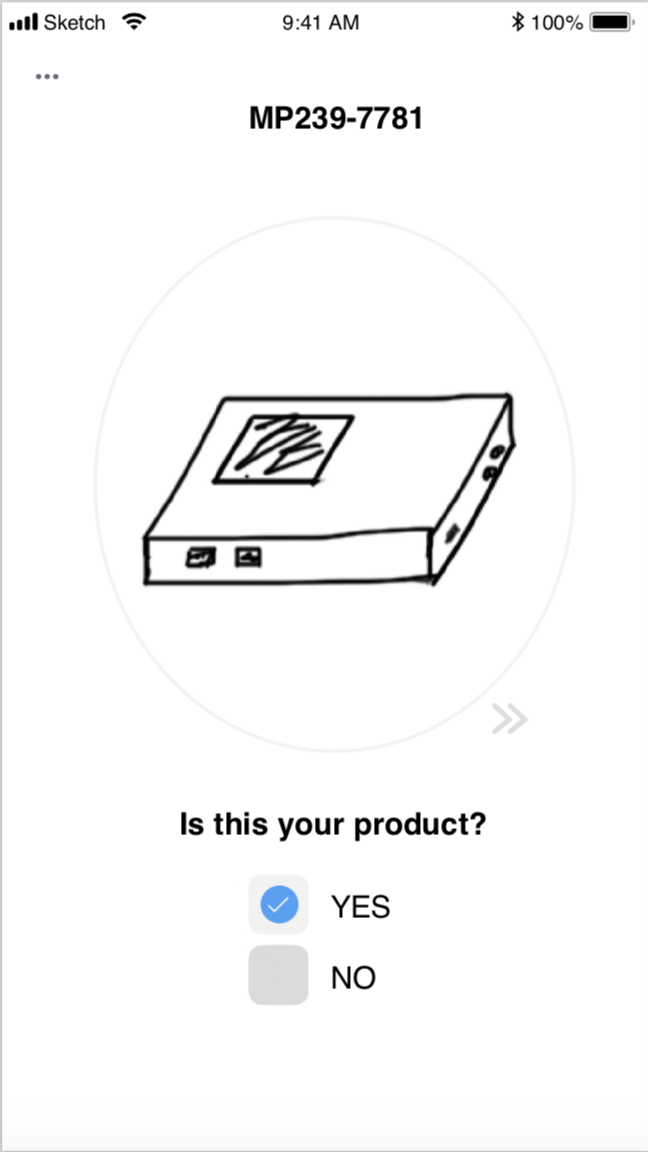 Sketch 9:41 AM 100%
MP239-7781
Is this your product?
YES
NO